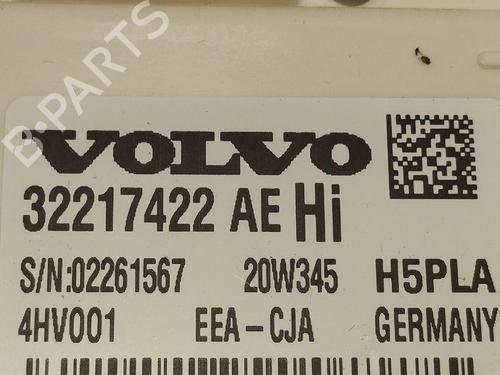 B-PARTS
VOLVO
32217422 AE Hi
S/N:02261567 20W345 H5PLA
4HV001 EEA-CJA GERMANY